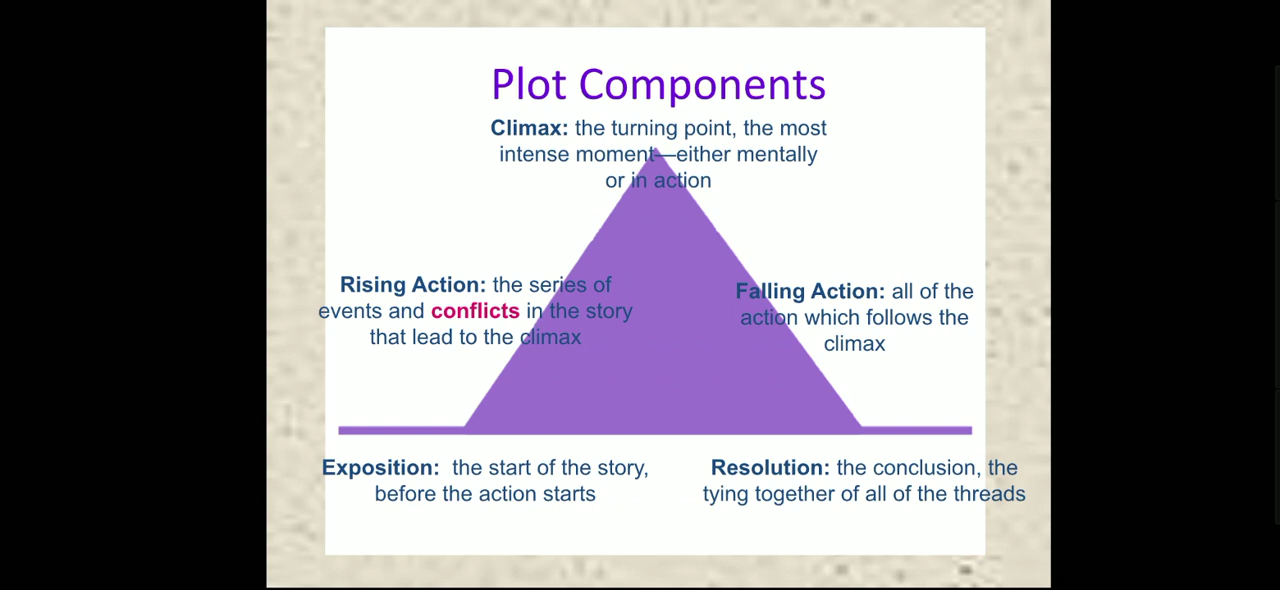 Plot Components
Climax: the turning point, the most
intense moment—either mentally
or in action
Rising Action: the series of
events and conflicts in the story
that lead to the climax
Falling Action: all of the
action which follows the
climax
Exposition:  the start of the story,
before the action starts
Resolution: the conclusion, the
tying together of all of the threads